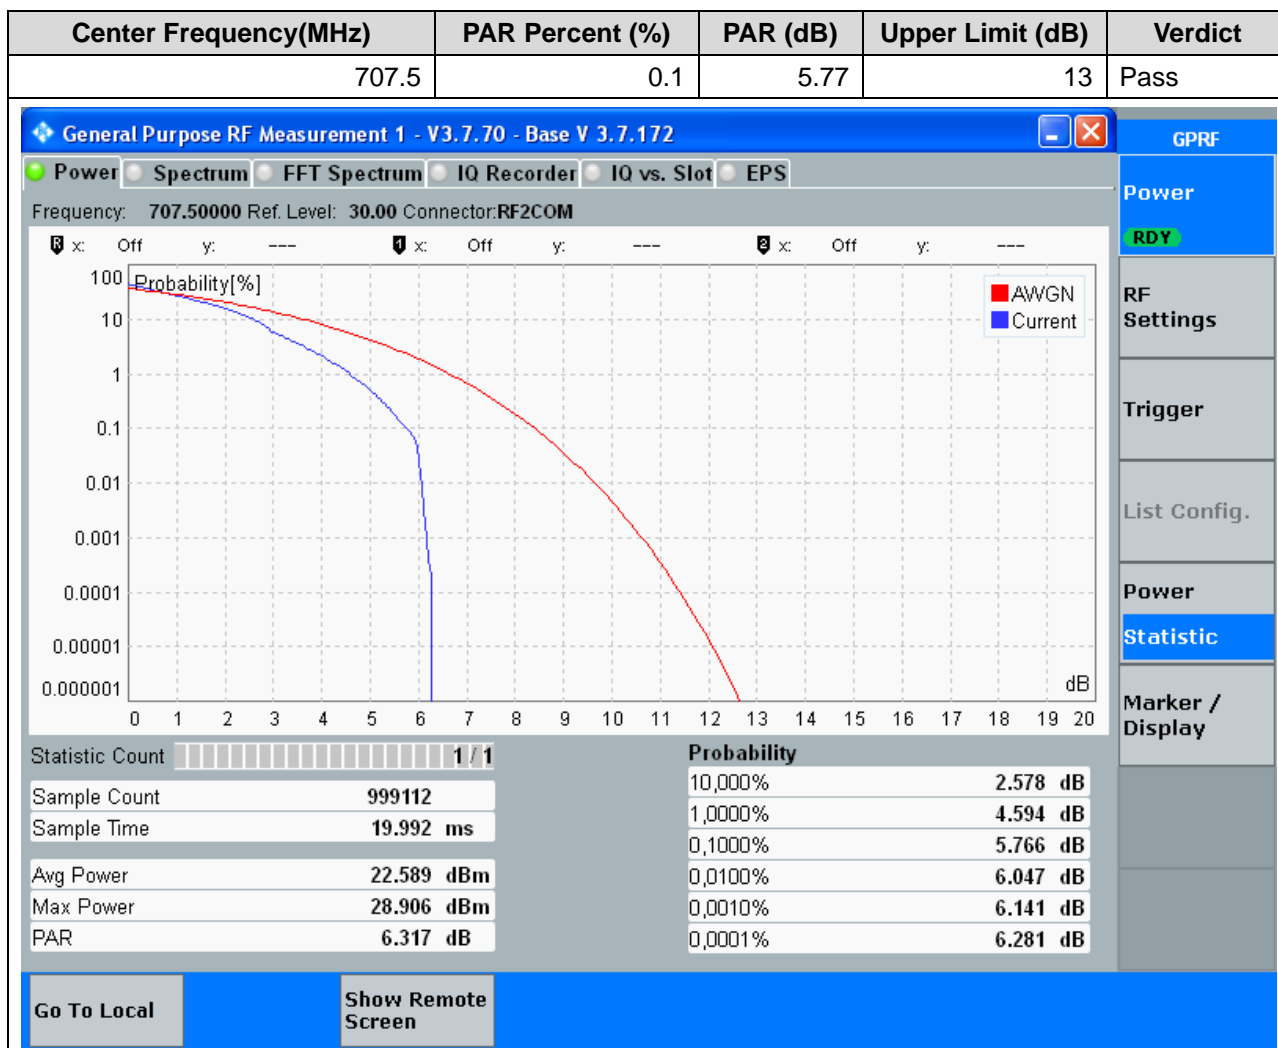 Center Frequency(MHz) PAR Percent (%) PAR (dB) Upper Limit (dB) Verdict
707.5 0.1 5.77 13 Pass
General Purpose RF Measurement 1 - V3.7.70 - Base V 3.7.172
GPRF
Power Spectrum FFT Spectrum IQ Recorder IQ vs. Slot EPS
Power
RDY
Frequency: 707.50000 Ref. Level: 30.00 Connector:RF2COM
R x: Off y: --- 1 x: Off y: --- 2 x: Off y: ---
Probability[%]
AWGN
Current
100
10
1
0.1
0.01
0.001
0.0001
0.00001
0.000001
dB
0 1 2 3 4 5 6 7 8 9 10 11 12 13 14 15 16 17 18 19 20
RF
Settings
Trigger
List Config.
Power
Statistic
Marker /
Display
Statistic Count 1 / 1
Sample Count 999112
Sample Time 19.992 ms
Avg Power 22.589 dBm
Max Power 28.906 dBm
PAR 6.317 dB
Probability
10,000% 2.578 dB
1,0000% 4.594 dB
0,1000% 5.766 dB
0,0100% 6.047 dB
0,0010% 6.141 dB
0,0001% 6.281 dB
Go To Local
Show Remote
Screen